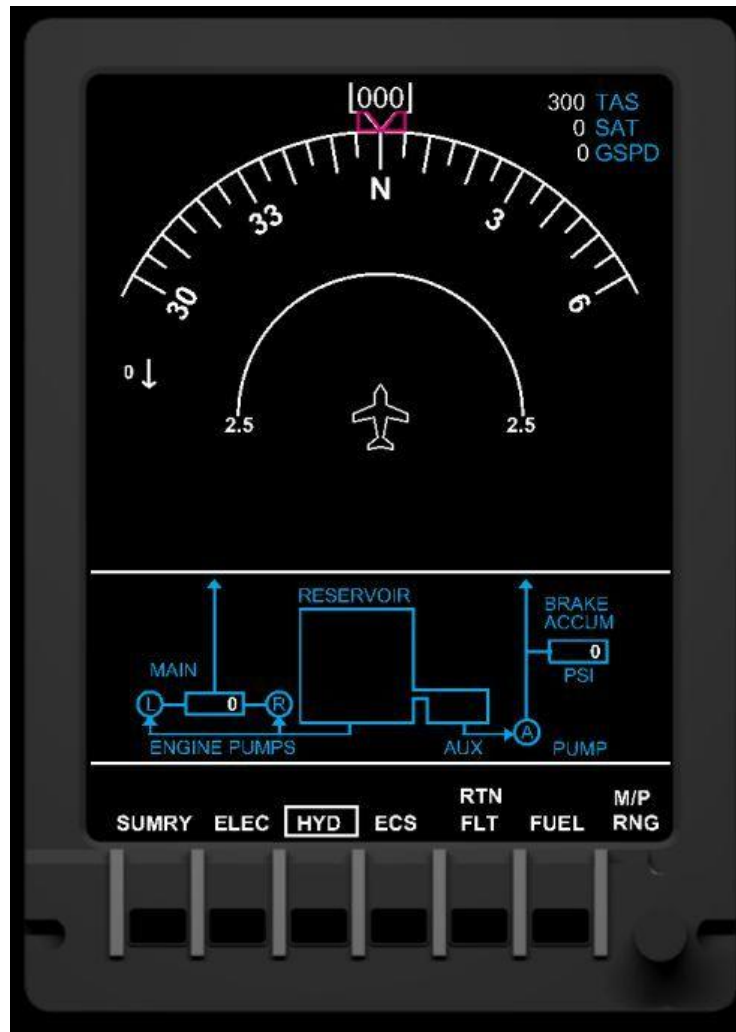 [000]
300 TAS
0 SAT
0 GSPD
30 33 N 3 6
0
2.5 2.5
RESERVOIR
BRAKE
ACCUM
0
PSI
MAIN
L 0 R
A
ENGINE PUMPS AUX PUMP
SUMRY ELEC HYD ECS RTN FLT FUEL M/P RNG